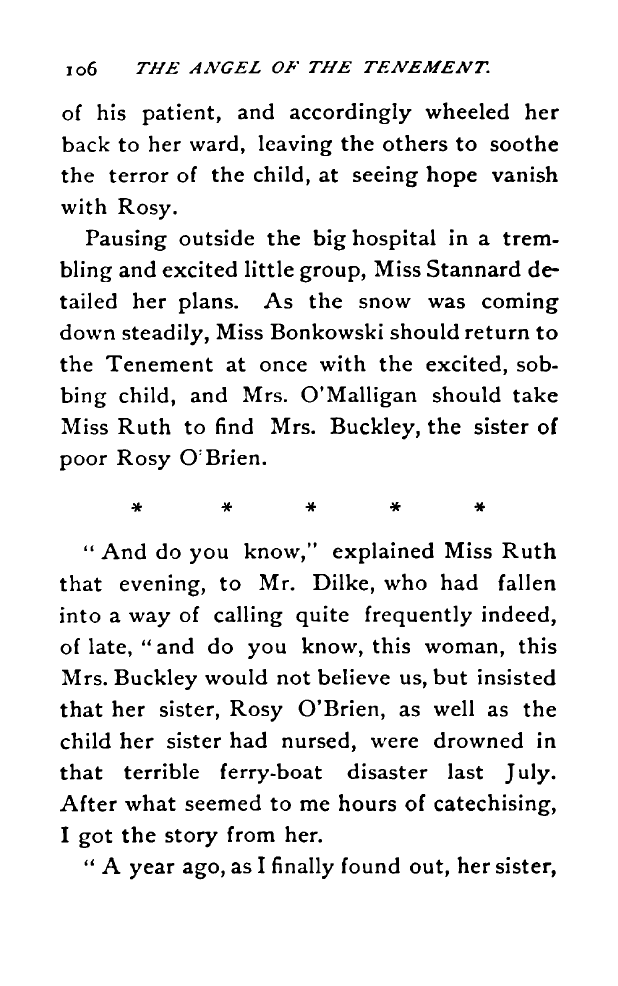 106 THE ANGEL OF THE TENEMENT.
of his patient, and accordingly wheeled her
back to her ward, leaving the others to soothe
the terror of the child, at seeing hope vanish
with Rosy.
Pausing outside the big hospital in a trem-
bling and excited little group, Miss Stannard de-
tailed her plans. As the snow was coming
down steadily, Miss Bonkowski should return to
the Tenement at once with the excited, sob-
bing child, and Mrs. O'Malligan should take
Miss Ruth to find Mrs. Buckley, the sister of
poor Rosy O'Brien.
* * * * *
" And do you know," explained Miss Ruth
that evening, to Mr. Dilke, who had fallen
into a way of calling quite frequently indeed,
of late, "and do you know, this woman, this
Mrs. Buckley would not believe us, but insisted
that her sister, Rosy O'Brien, as well as the
child her sister had nursed, were drowned in
that terrible ferry-boat disaster last July.
After what seemed to me hours of catechising,
I got the story from her.
" A year ago, as I finally found out, her sister,